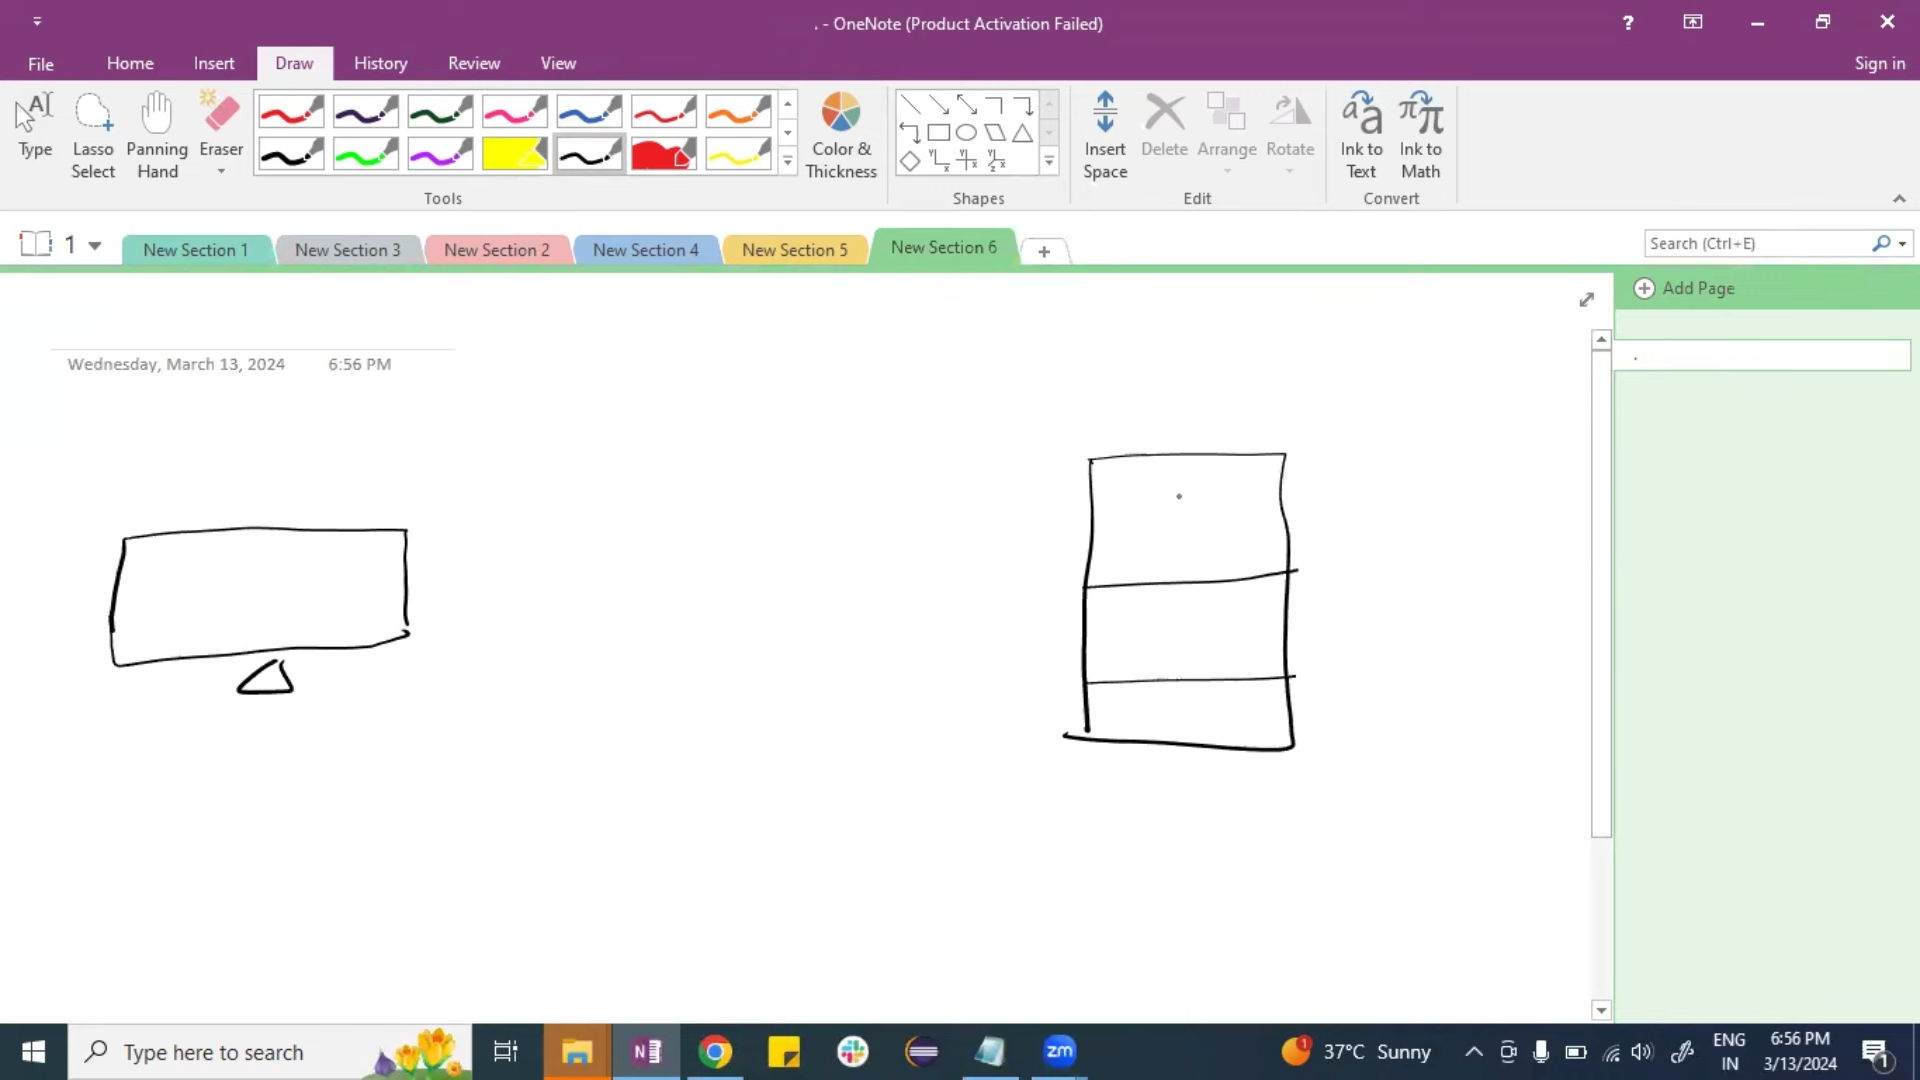 . - OneNote (Product Activation Failed)
?
File
Home
Insert
Draw
History
Review
View
Sign in
Type
Lasso Select
Panning Hand
Eraser
Color & Thickness
Insert Space
Delete
Arrange
Rotate
Ink to Text
Ink to Math
Tools
Shapes
Edit
Convert
1
New Section 1
New Section 3
New Section 2
New Section 4
New Section 5
New Section 6
Search (Ctrl+E)
Add Page
.
Wednesday, March 13, 2024
6:56 PM
Type here to search
N
zm
1
37°C Sunny
ENG
IN
6:56 PM
3/13/2024
1